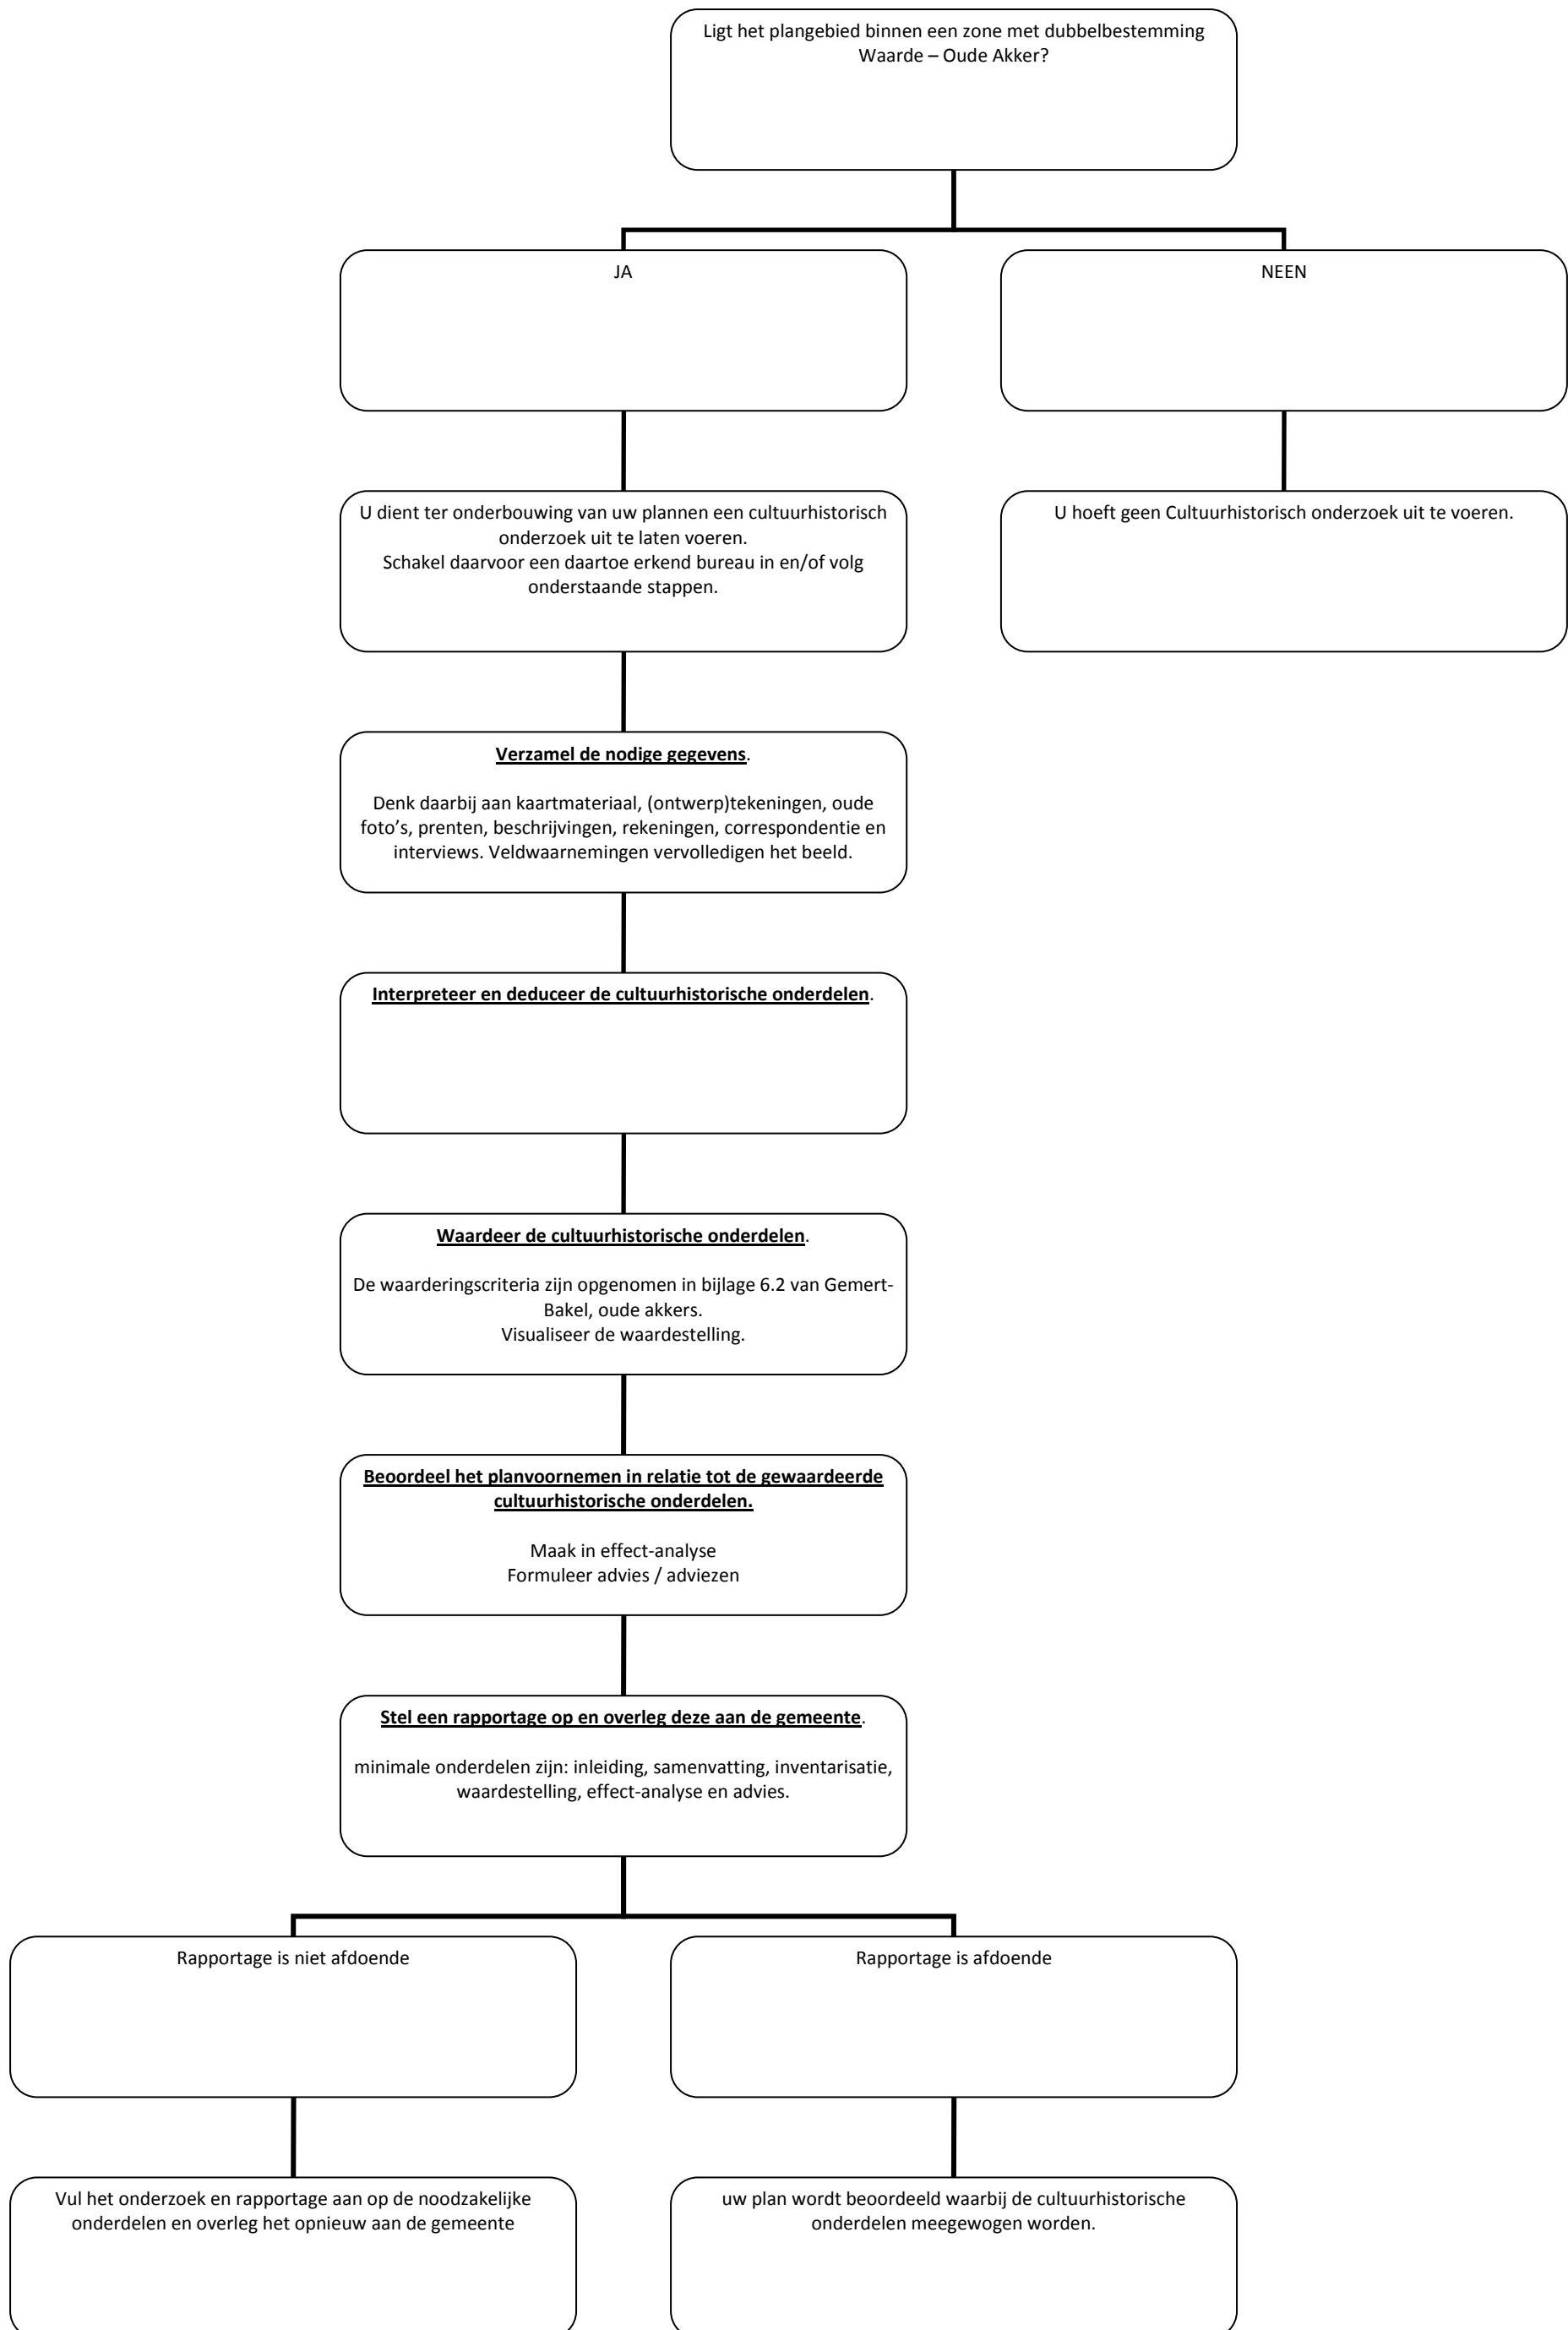 Ligt het plangebied binnen een zone met dubbelbestemming
Waarde – Oude Akker?
JA
NEEN
U dient ter onderbouwing van uw plannen een cultuurhistorisch
onderzoek uit te laten voeren.
Schakel daarvoor een daartoe erkend bureau in en/of volg
onderstaande stappen.
U hoeft geen Cultuurhistorisch onderzoek uit te voeren.
Verzamel de nodige gegevens.
Denk daarbij aan kaartmateriaal, (ontwerp)tekeningen, oude
foto’s, prenten, beschrijvingen, rekeningen, correspondentie en
interviews. Veldwaarnemingen vervolledigen het beeld.
Interpreteer en deduceer de cultuurhistorische onderdelen.
Waardeer de cultuurhistorische onderdelen.
De waarderingscriteria zijn opgenomen in bijlage 6.2 van Gemert-
Bakel, oude akkers.
Visualiseer de waardestelling.
Beoordeel het planvoornemen in relatie tot de gewaardeerde
cultuurhistorische onderdelen.
Maak in effect-analyse
Formuleer advies / adviezen
Stel een rapportage op en overleg deze aan de gemeente.
minimale onderdelen zijn: inleiding, samenvatting, inventarisatie,
waardestelling, effect-analyse en advies.
Rapportage is niet afdoende
Rapportage is afdoende
Vul het onderzoek en rapportage aan op de noodzakelijke
onderdelen en overleg het opnieuw aan de gemeente
uw plan wordt beoordeeld waarbij de cultuurhistorische
onderdelen meegewogen worden.